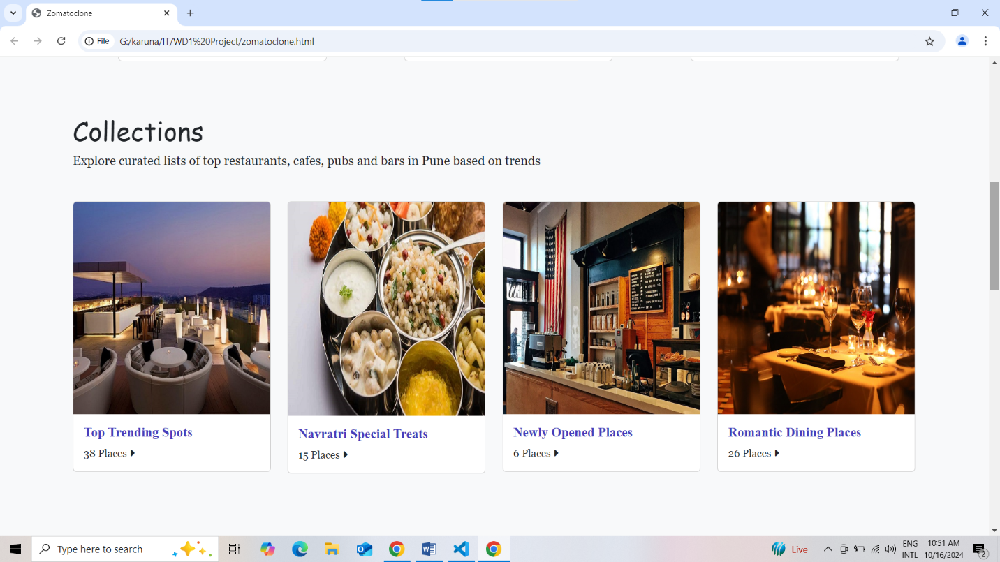 Zomatoclone
File
G:/karuna/IT/WD1%20Project/zomatoclone.html
Collections
Explore curated lists of top restaurants, cafes, pubs and bars in Pune based on trends
Top Trending Spots
38 Places
Navratri Special Treats
15 Places
Newly Opened Places
6 Places
Romantic Dining Places
26 Places
Type here to search
Live
ENG
INTL
10:51 AM
10/16/2024
2